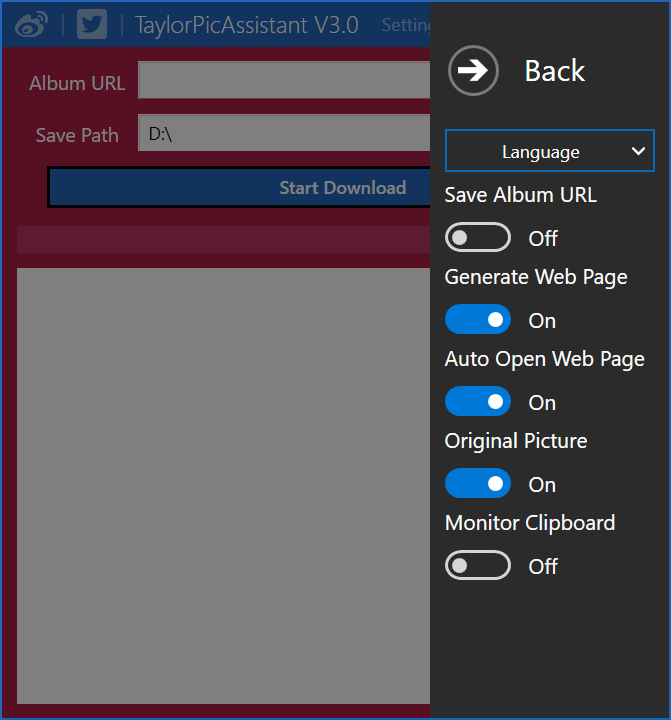 TaylorPicAssistant V3.0
Album URL
Save Path
D:\
Start Download
Back
Language
Save Album URL
Off
Generate Web Page
On
Auto Open Web Page
On
Original Picture
On
Monitor Clipboard
Off